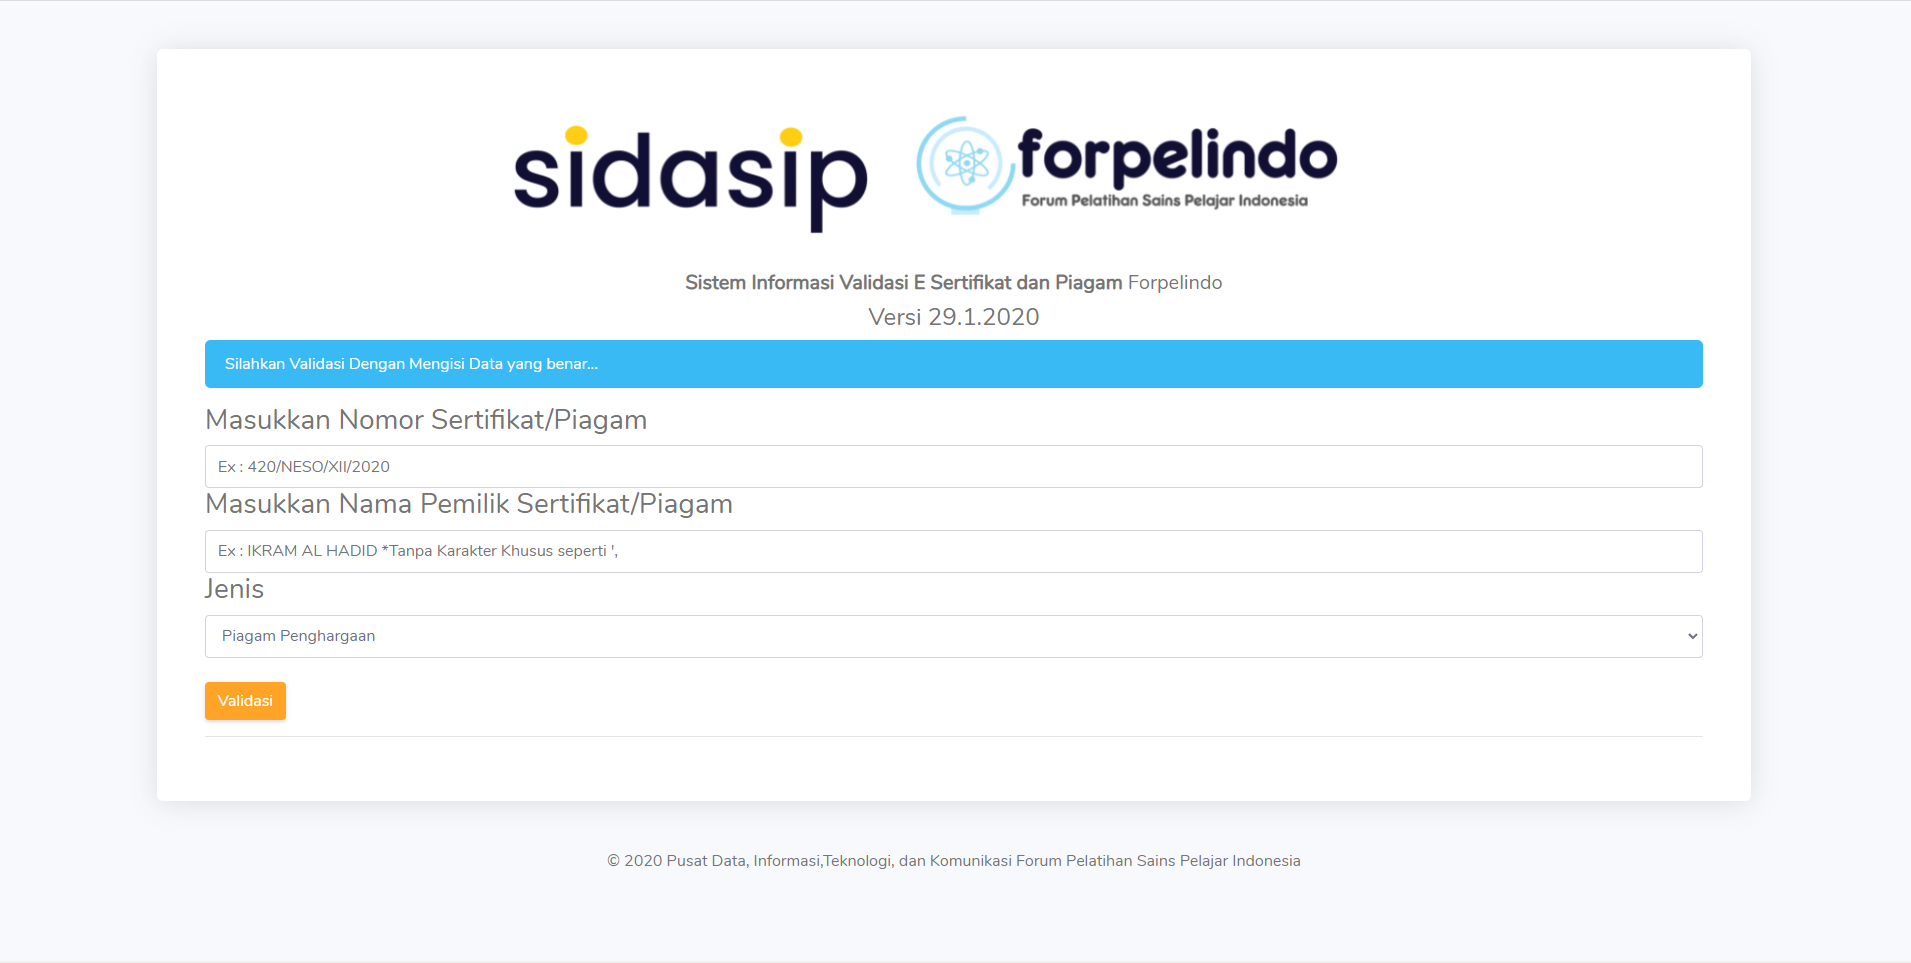 sidasip
forpelindo
Forum Pelatihan Sains Pelajar Indonesia
Sistem Informasi Validasi E Sertifikat dan Piagam Forpelindo
Versi 29.1.2020
Silahkan Validasi Dengan Mengisi Data yang benar...
Masukkan Nomor Sertifikat/Piagam
Ex : 420/NESO/XII/2020
Masukkan Nama Pemilik Sertifikat/Piagam
Ex : IKRAM AL HADID *Tanpa Karakter Khusus seperti ',
Jenis
Piagam Penghargaan
Validasi
© 2020 Pusat Data, Informasi,Teknologi, dan Komunikasi Forum Pelatihan Sains Pelajar Indonesia